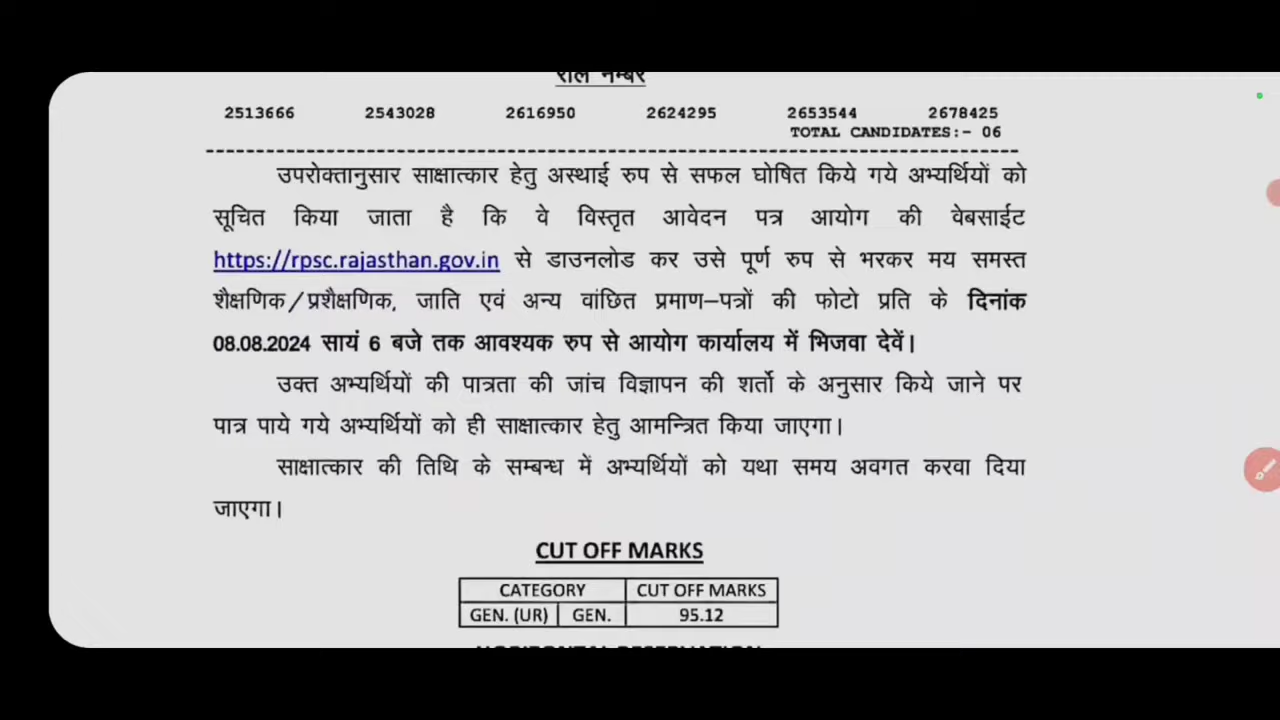 रोल नम्बर
2513666 2543028 2616950 2624295 2653544 2678425
TOTAL CANDIDATES:- 06
उपरोक्तानुसार साक्षात्कार हेतु अस्थाई रुप से सफल घोषित किये गये अभ्यर्थियों को
सूचित किया जाता है कि वे विस्तृत आवेदन पत्र आयोग की वेबसाईट
https://rpsc.rajasthan.gov.in से डाउनलोड कर उसे पूर्ण रुप से भरकर मय समस्त
शैक्षणिक/प्रशैक्षणिक, जाति एवं अन्य वांछित प्रमाण–पत्रों की फोटो प्रति के दिनांक
08.08.2024 सायं 6 बजे तक आवश्यक रुप से आयोग कार्यालय में भिजवा देवें।
उक्त अभ्यर्थियों की पात्रता की जांच विज्ञापन की शर्तो के अनुसार किये जाने पर
पात्र पाये गये अभ्यर्थियों को ही साक्षात्कार हेतु आमन्त्रित किया जाएगा।
साक्षात्कार की तिथि के सम्बन्ध में अभ्यर्थियों को यथा समय अवगत करवा दिया
जाएगा।
CUT OFF MARKS
CATEGORY CUT OFF MARKS
GEN. (UR) GEN. 95.12
HORIZONTAL RESERVATION